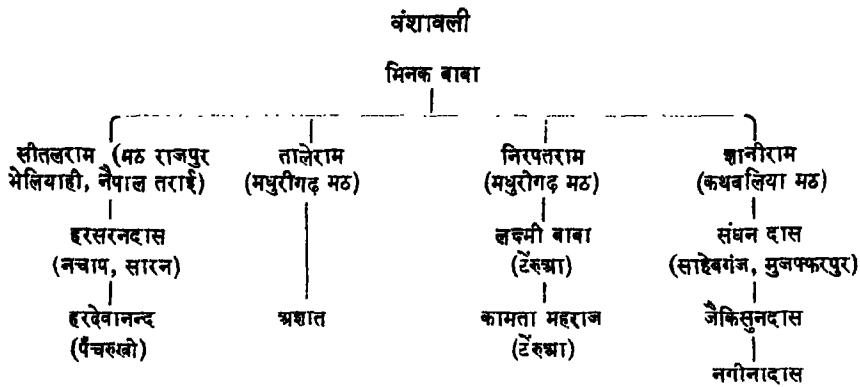 वंशावली
मिनक बाबा
सीतलराम (मठ राजपुर
भेलियाही, नैपाल तराई)
तालेराम
(मधुरीगढ़ मठ)
निरपतराम
(मधुरीगढ़ मठ)
ज्ञानीराम
(कथवलिया मठ)
हरसरनदास
(नचाप, सारन)
लक्ष्मी बाबा
(टेंरुआ)
संधन दास
(साहेबगंज, मुजफ्फरपुर)
हरदेवानन्द
(पँचरुखी)
अज्ञात
कामता महराज
(टेंरुआ)
जैकिसुनदास
नगीनादास